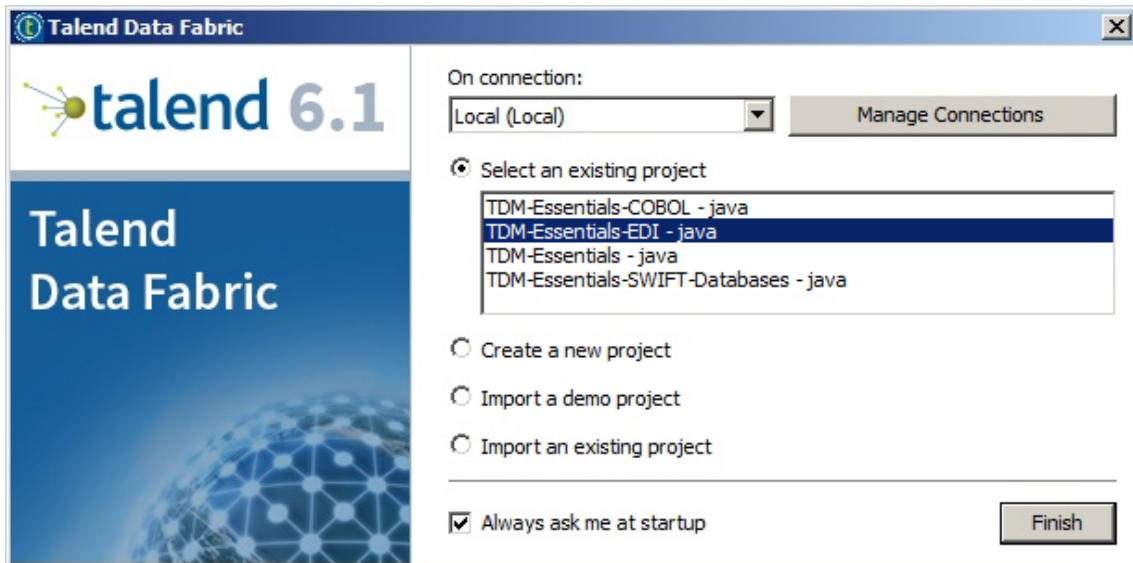 Talend Data Fabric
talend 6.1
Talend
Data Fabric
On connection:
Local (Local)
Manage Connections
Select an existing project
TDM-Essentials-COBOL - java
TDM-Essentials-EDI - java
TDM-Essentials - java
TDM-Essentials-SWIFT-Databases - java
Create a new project
Import a demo project
Import an existing project
Always ask me at startup
Finish